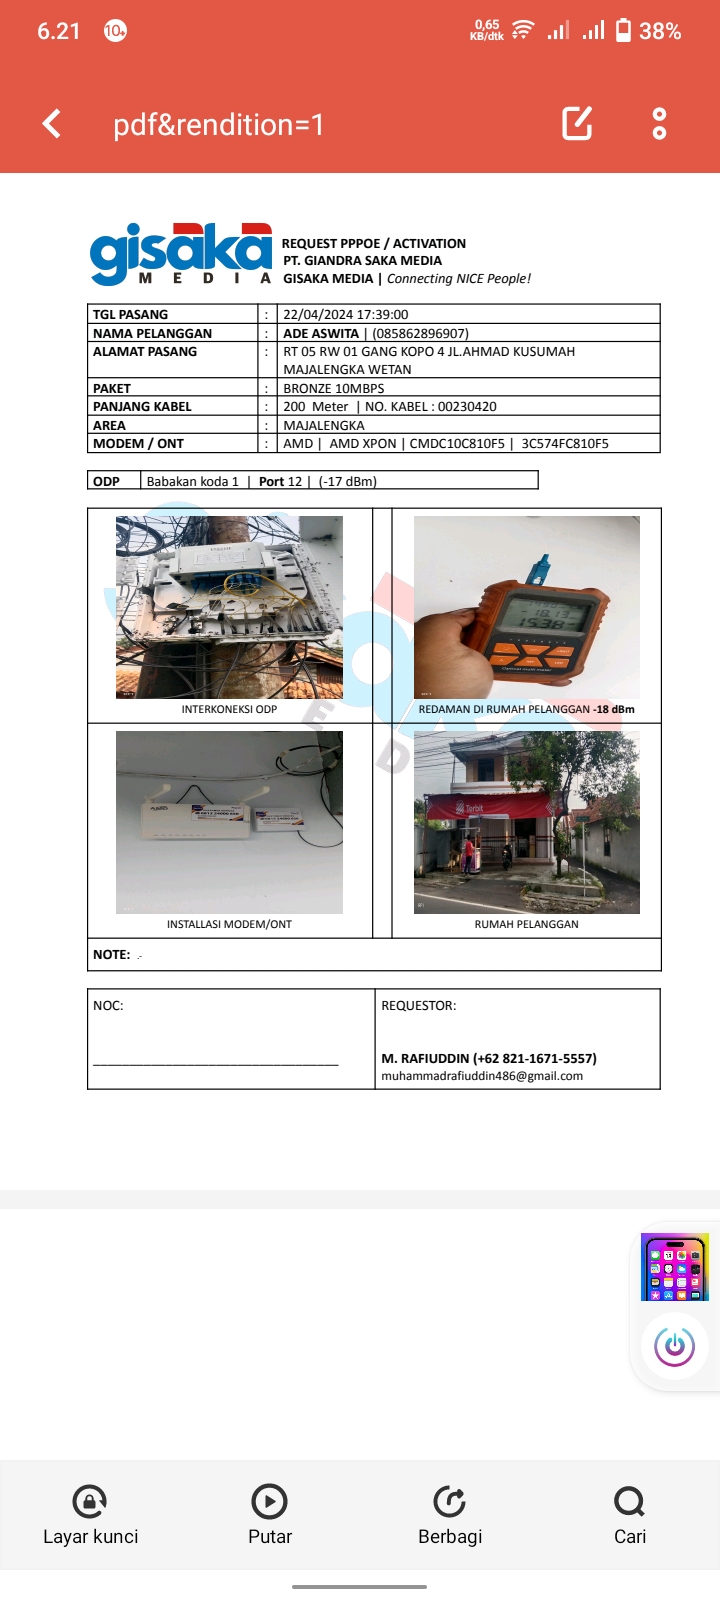 6.21
10+
0,65
KB/dtk
38%
pdf&rendition=1
gisaka
MEDIA
REQUEST PPPOE / ACTIVATION
PT. GIANDRA SAKA MEDIA
GISAKA MEDIA | Connecting NICE People!
TGL PASANG : 22/04/2024 17:39:00
NAMA PELANGGAN : ADE ASWITA | (085862896907)
ALAMAT PASANG : RT 05 RW 01 GANG KOPO 4 JL.AHMAD KUSUMAH
MAJALENGKA WETAN
PAKET : BRONZE 10MBPS
PANJANG KABEL : 200 Meter | NO. KABEL : 00230420
AREA : MAJALENGKA
MODEM / ONT : AMD | AMD XPON | CMDC10C810F5 | 3C574FC810F5
ODP Babakan koda 1 | Port 12 | (-17 dBm)
INTERKONEKSI ODP
REDAMAN DI RUMAH PELANGGAN -18 dBm
Terbit
INSTALLASI MODEM/ONT
RUMAH PELANGGAN
NOTE: .-
NOC:
REQUESTOR:
M. RAFIUDDIN (+62 821-1671-5557)
muhammadrafiuddin486@gmail.com
Layar kunci
Putar
Berbagi
Cari